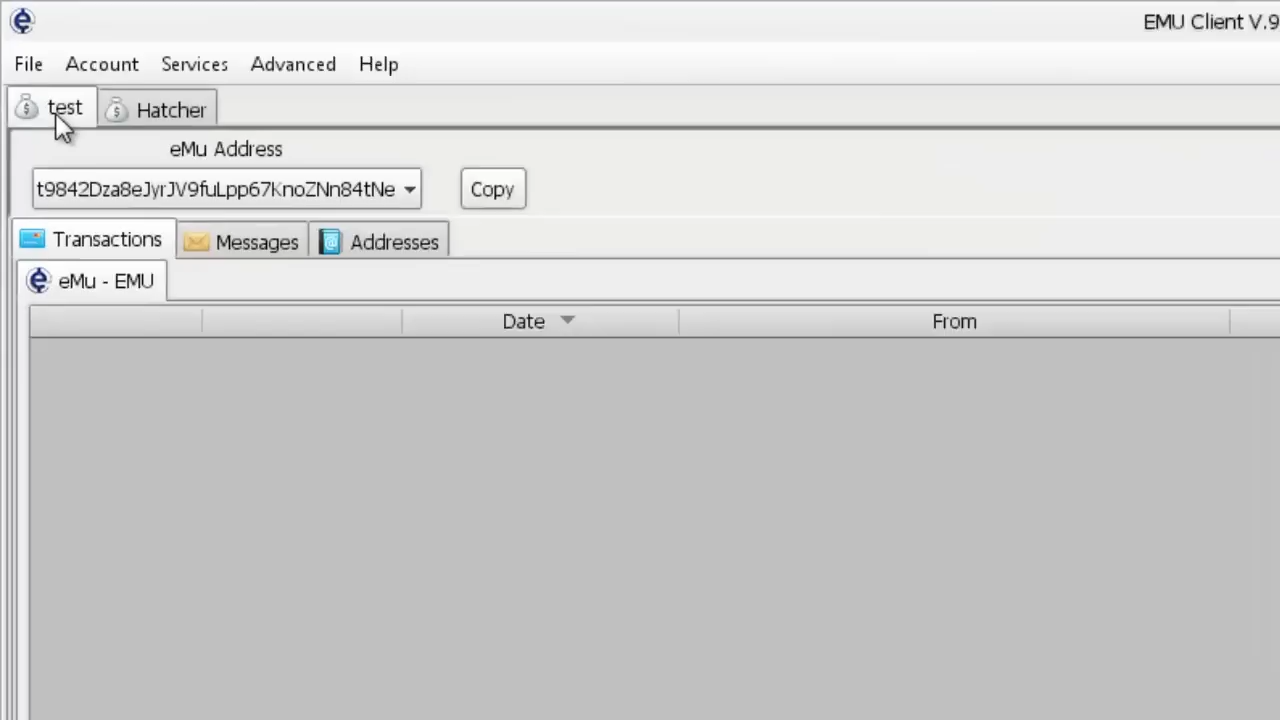 EMU Client V.9
File Account Services Advanced Help
test Hatcher
eMu Address
t9842Dza8eJyrJV9fuLpp67KnoZNn84tNe Copy
Transactions Messages Addresses
eMu - EMU
Date From